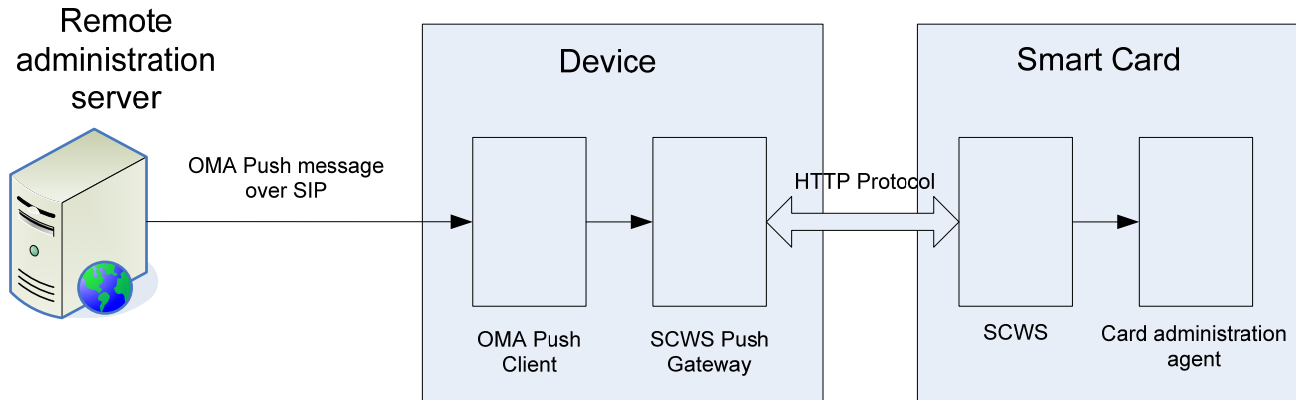 Remote
administration
server
Device
Smart Card
OMA Push message
over SIP
HTTP Protocol
OMA Push
Client
SCWS Push
Gateway
SCWS
Card administration
agent